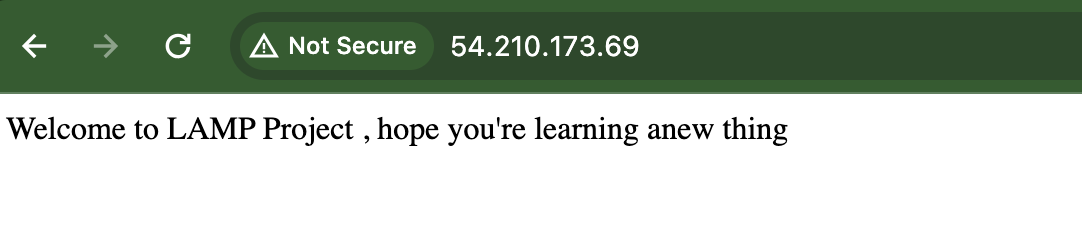 Not Secure 54.210.173.69
Welcome to LAMP Project , hope you're learning anew thing